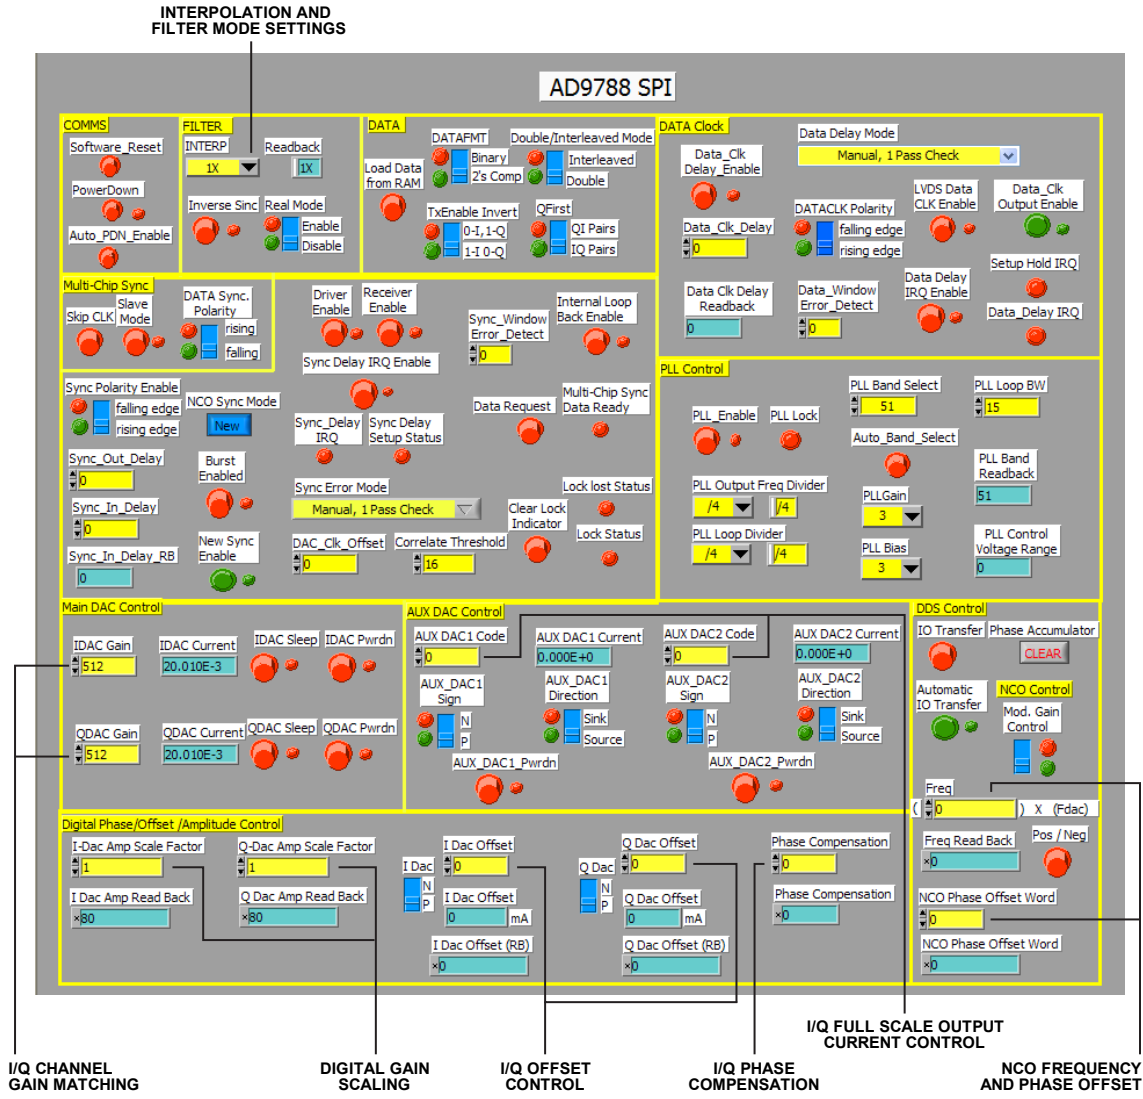 INTERPOLATION AND
FILTER MODE SETTINGS
AD9788 SPI
COMMS
Software_Reset
PowerDown
Auto_PDN_Enable
FILTER
INTERP
1X
Readback
1X
Inverse Sinc
Real Mode
Enable
Disable
DATA
Load Data
from RAM
DATAFMT
Binary
2's Comp
Double/Interleaved Mode
Interleaved
Double
TxEnable Invert
0-I,1-Q
1-I 0-Q
QFirst
QI Pairs
IQ Pairs
DATA Clock
Data_Clk
Delay_Enable
Data Delay Mode
Manual, 1 Pass Check
Data_Clk_Delay
0
DATACLK Polarity
falling edge
rising edge
LVDS Data
CLK Enable
Data_Clk
Output Enable
Data Clk Delay
Readback
0
Data_Window
Error_Detect
0
Data Delay
IRQ Enable
Setup Hold IRQ
Data_Delay IRQ
Multi-Chip Sync
Skip CLK
Slave
Mode
DATA Sync.
Polarity
rising
falling
Driver
Enable
Receiver
Enable
Sync_Window
Error_Detect
0
Internal Loop
Back Enable
Sync Delay IRQ Enable
Sync Polarity Enable
falling edge
rising edge
NCO Sync Mode
New
Sync_Delay
IRQ
Sync Delay
Setup Status
Data Request
Multi-Chip Sync
Data Ready
Sync_Out_Delay
0
Burst
Enabled
Sync_In_Delay
0
Sync Error Mode
Manual, 1 Pass Check
Clear Lock
Indicator
Lock lost Status
Lock Status
Sync_In_Delay_RB
0
New Sync
Enable
DAC_Clk_Offset
0
Correlate Threshold
16
PLL Control
PLL_Enable
PLL Lock
PLL Band Select
51
PLL Loop BW
15
Auto_Band_Select
PLL Band
Readback
51
PLL Output Freq Divider
/4
/4
PLLGain
3
PLL Loop Divider
/4
/4
PLL Bias
3
PLL Control
Voltage Range
0
Main DAC Control
IDAC Gain
512
IDAC Current
20.010E-3
IDAC Sleep
IDAC Pwrdn
QDAC Gain
512
QDAC Current
20.010E-3
QDAC Sleep
QDAC Pwrdn
AUX DAC Control
AUX DAC1 Code
0
AUX DAC1 Current
0.000E+0
AUX DAC2 Code
0
AUX DAC2 Current
0.000E+0
AUX_DAC1
Sign
N
P
AUX_DAC1
Direction
Sink
Source
AUX_DAC2
Sign
N
P
AUX_DAC2
Direction
Sink
Source
AUX_DAC1_Pwrdn
AUX_DAC2_Pwrdn
DDS Control
IO Transfer
Phase Accumulator
CLEAR
Automatic
IO Transfer
NCO Control
Mod. Gain
Control
Freq
( 0 ) X (Fdac)
Freq Read Back
×0
Pos / Neg
NCO Phase Offset Word
0
NCO Phase Offset Word
×0
Digital Phase/Offset /Amplitude Control
I-Dac Amp Scale Factor
1
Q-Dac Amp Scale Factor
1
I Dac
N
P
I Dac Offset
0
Q Dac
N
P
Q Dac Offset
0
Phase Compensation
0
I Dac Amp Read Back
×80
Q Dac Amp Read Back
×80
I Dac Offset
0 mA
Q Dac Offset
0 mA
Phase Compensation
×0
I Dac Offset (RB)
×0
Q Dac Offset (RB)
×0
I/Q FULL SCALE OUTPUT
CURRENT CONTROL
I/Q CHANNEL
GAIN MATCHING
DIGITAL GAIN
SCALING
I/Q OFFSET
CONTROL
I/Q PHASE
COMPENSATION
NCO FREQUENCY
AND PHASE OFFSET